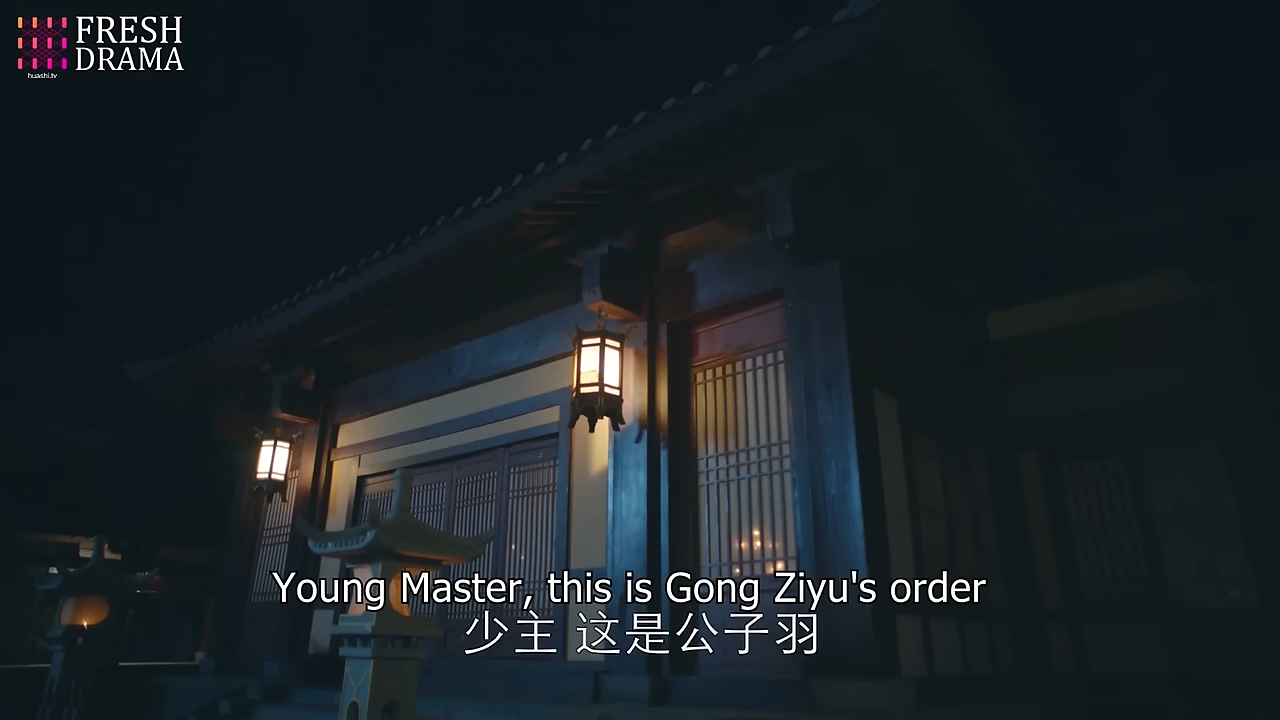 FRESH
DRAMA
huashi.tv
Young Master, this is Gong Ziyu's order
少主 这是公子羽